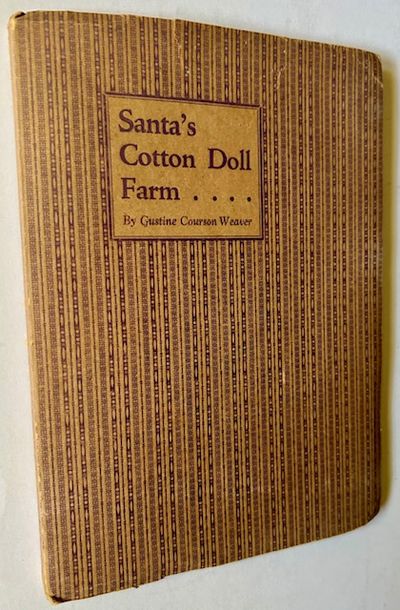 Santa's
Cotton Doll
Farm . . . .
By Gustine Courson Weaver